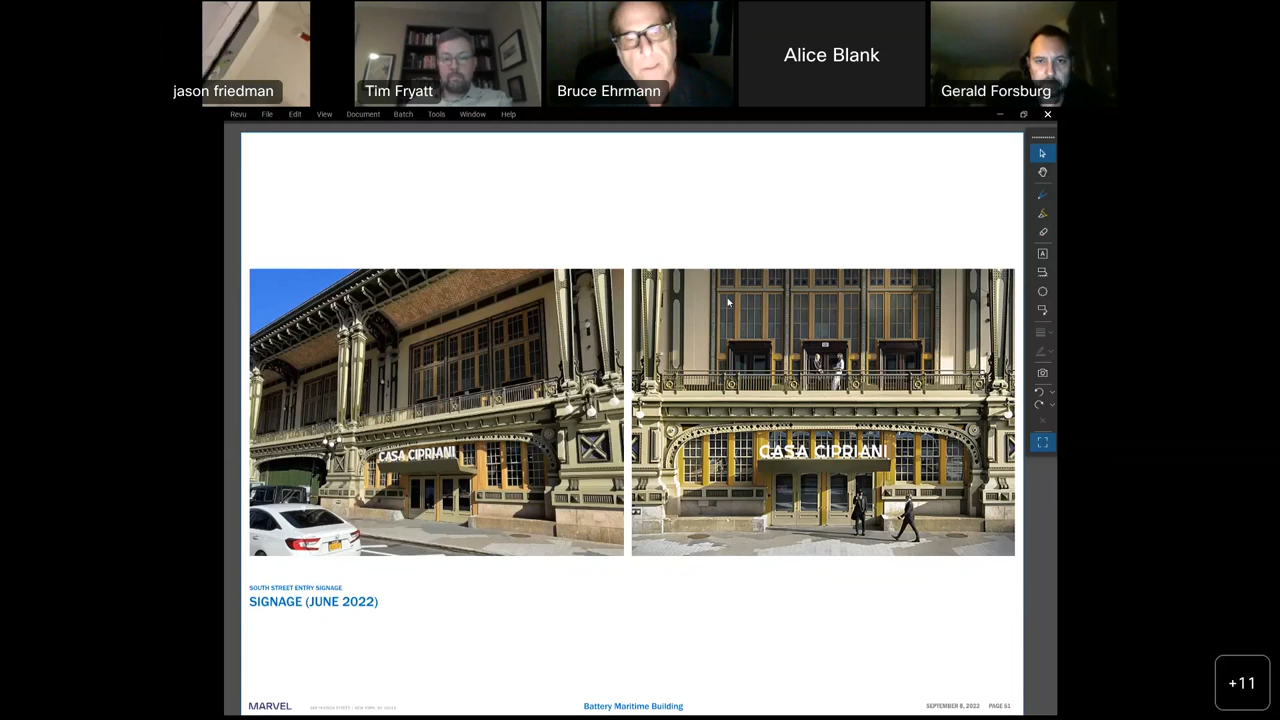 Alice Blank
jason friedman
Tim Fryatt
Bruce Ehrmann
Gerald Forsburg
Revu File Edit View Document Batch Tools Window Help
A
CASA CIPRIANI
CASA CIPRIANI
SOUTH STREET ENTRY SIGNAGE
SIGNAGE (JUNE 2022)
MARVEL
Battery Maritime Building
SEPTEMBER 8, 2022 PAGE 51
+11